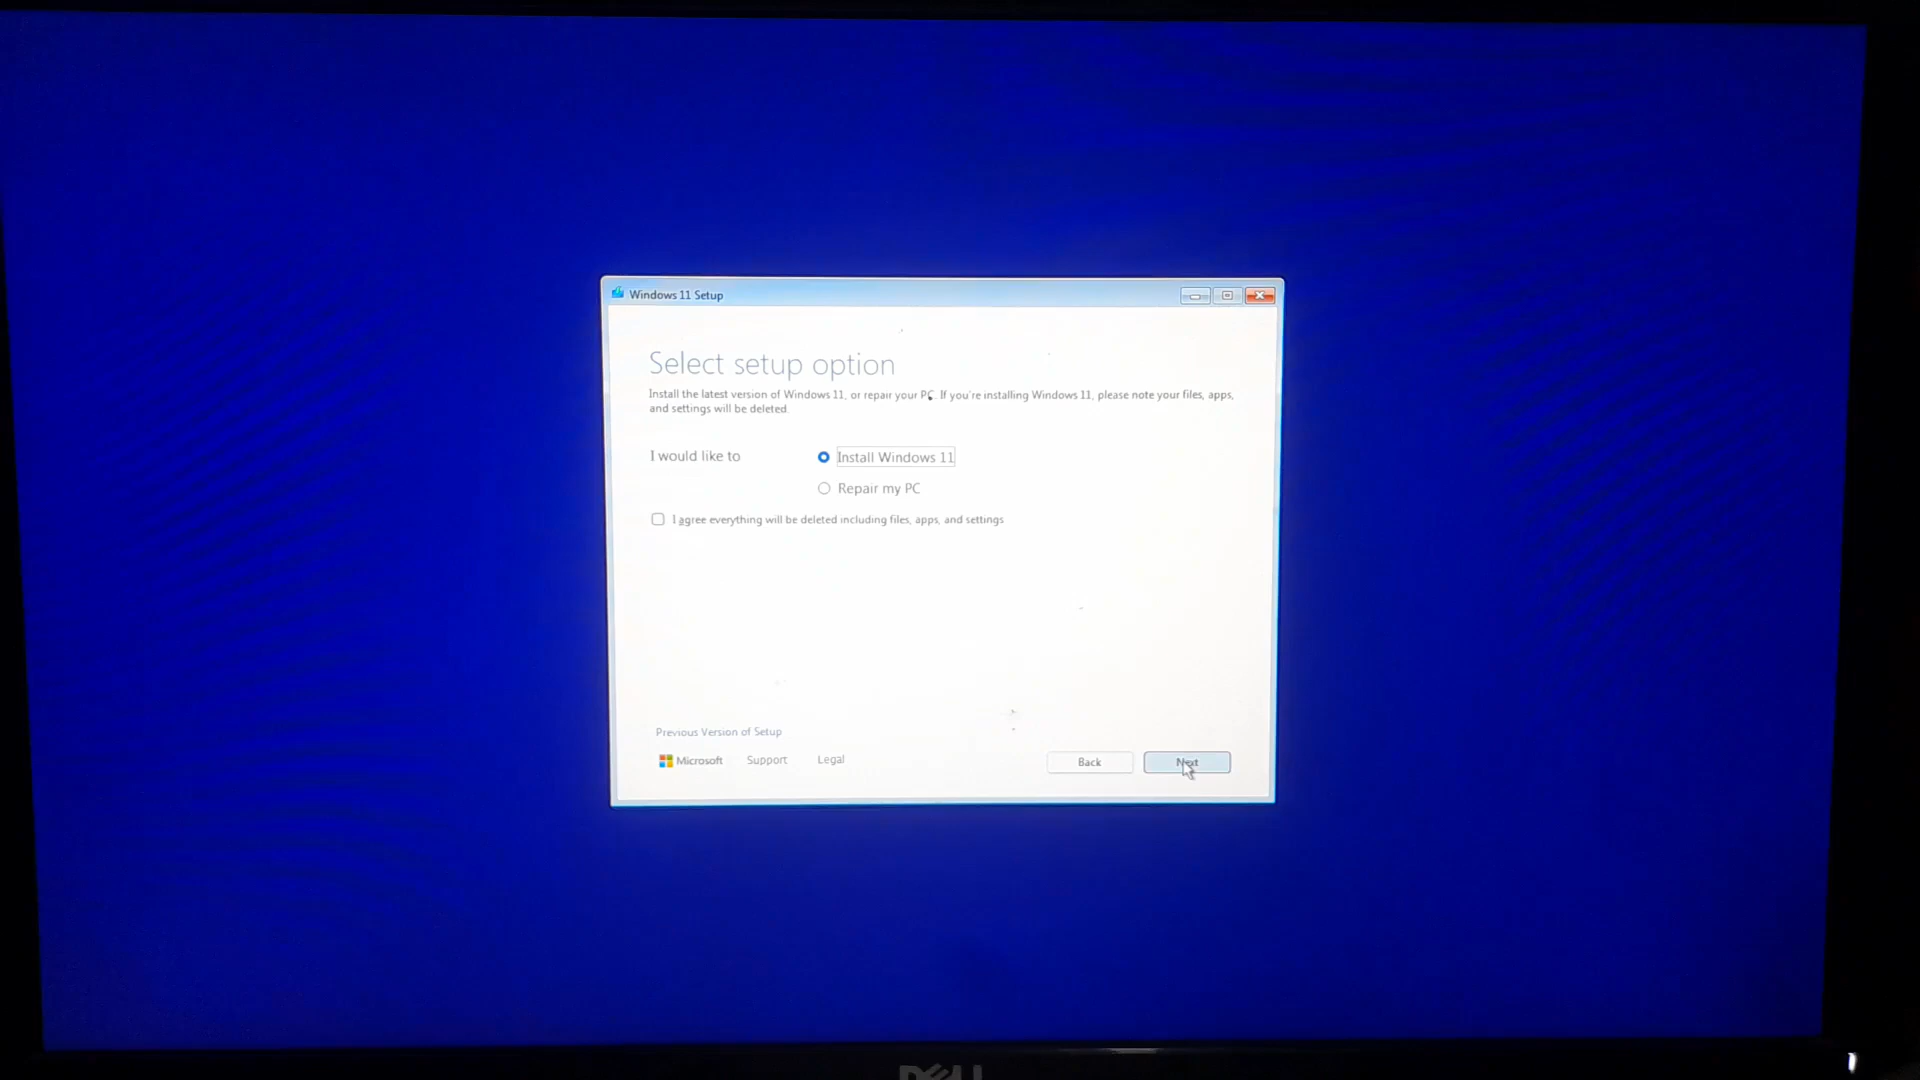 Windows 11 Setup
Select setup option
Install the latest version of Windows 11, or repair your PC. If you're installing Windows 11, please note your files, apps,
and settings will be deleted.
I would like to
Install Windows 11
Repair my PC
I agree everything will be deleted including files, apps, and settings
Previous Version of Setup
Microsoft Support Legal
Back Next
DELL